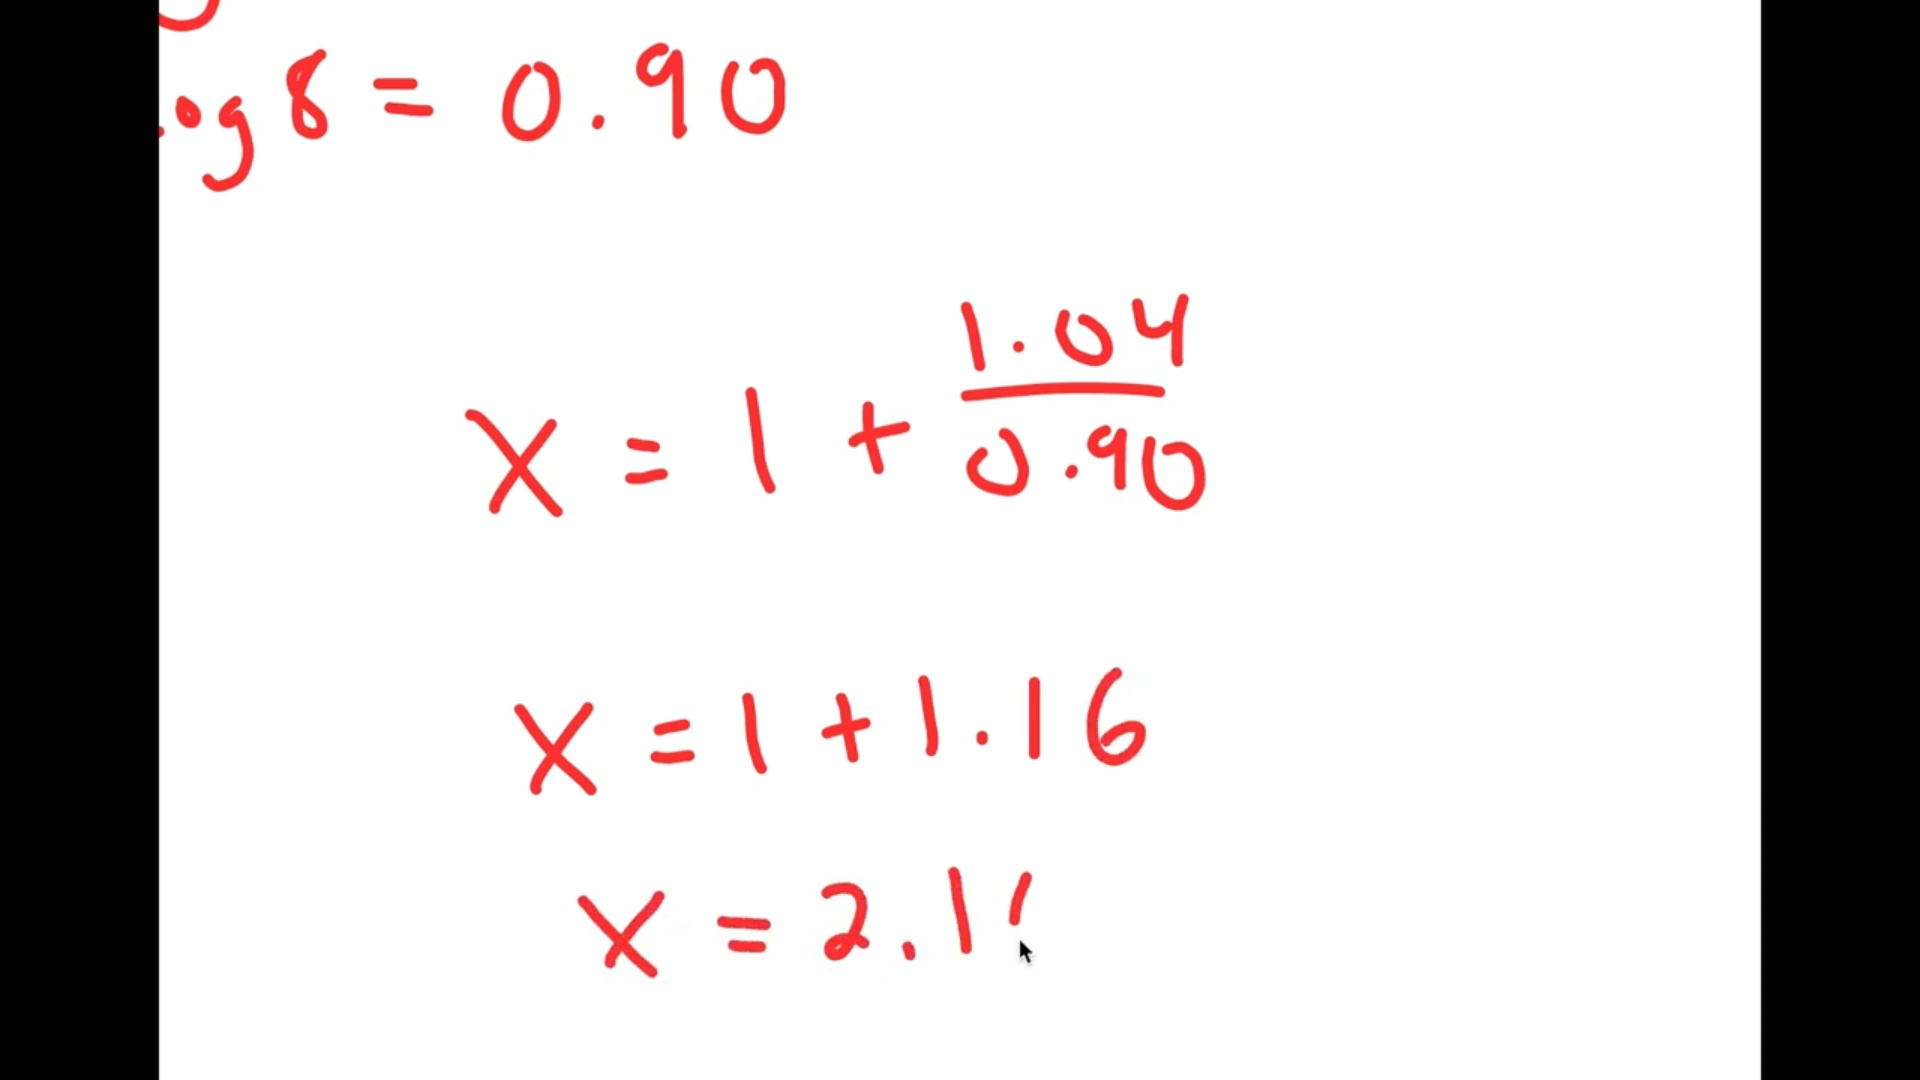 og 8 = 0.90
x = 1 + 1.04/0.90
x = 1 + 1.16
x = 2.1